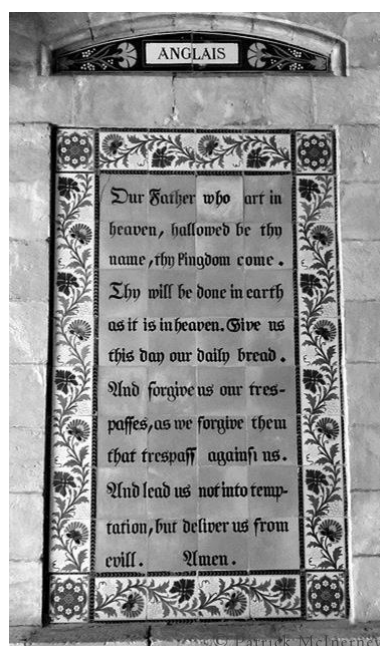 ANGLAIS
Our Father who art in
heaven, hallowed be thy
name, thy Pingdom come.
Thy will be done in earth
as it is in heaven. Give us
this day our daily bread.
And forgive us our tres-
paſſes, as we forgive them
that trespaſſ againſt us.
And lead us not into temp-
tation, but deliver us from
evill. Amen.
© Patrick McInerney